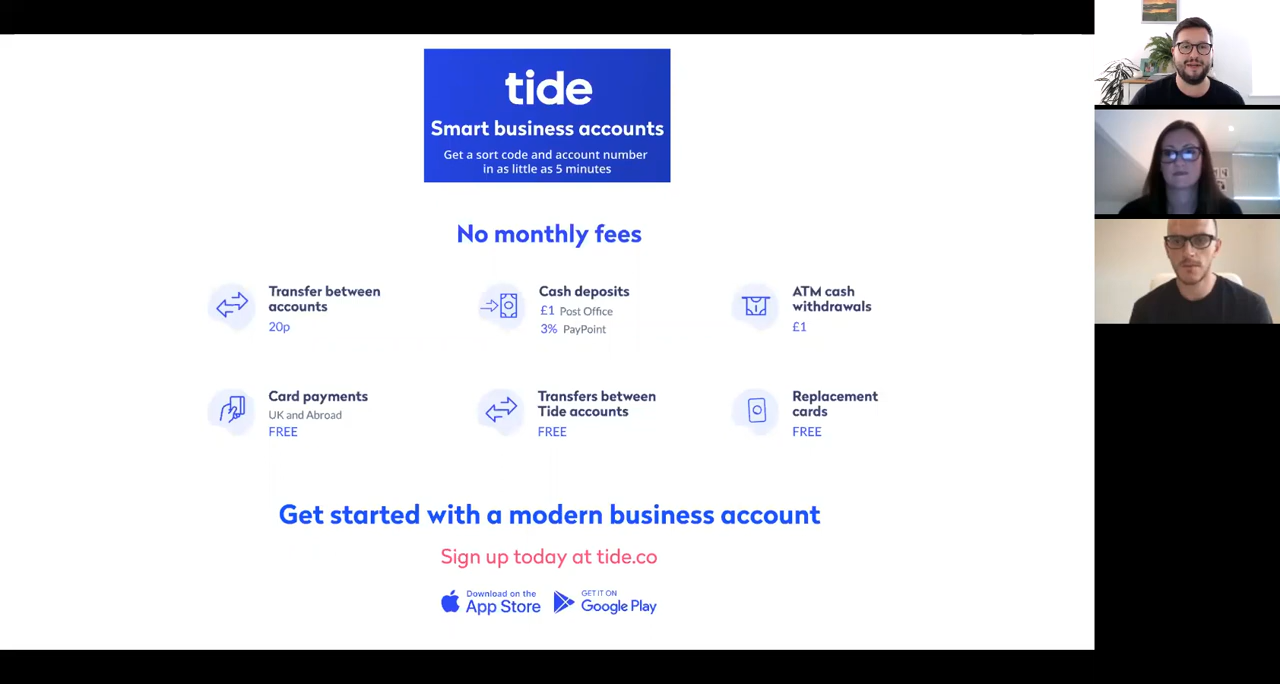 tide
Smart business accounts
Get a sort code and account number
in as little as 5 minutes
No monthly fees
Transfer between
accounts
20p
Cash deposits
£1 Post Office
3% PayPoint
ATM cash
withdrawals
£1
Card payments
UK and Abroad
FREE
Transfers between
Tide accounts
FREE
Replacement
cards
FREE
Get started with a modern business account
Sign up today at tide.co
Download on the
App Store
GET IT ON
Google Play